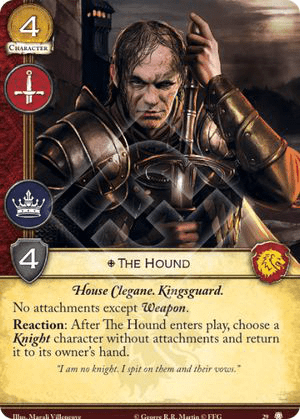 4
CHARACTER
4
THE HOUND
House Clegane. Kingsguard.
No attachments except Weapon.
Reaction: After The Hound enters play, choose a
Knight character without attachments and return
it to its owner's hand.
"I am no knight. I spit on them and their vows."
Illus. Magali Villeneuve © George R.R. Martin © FFG 29